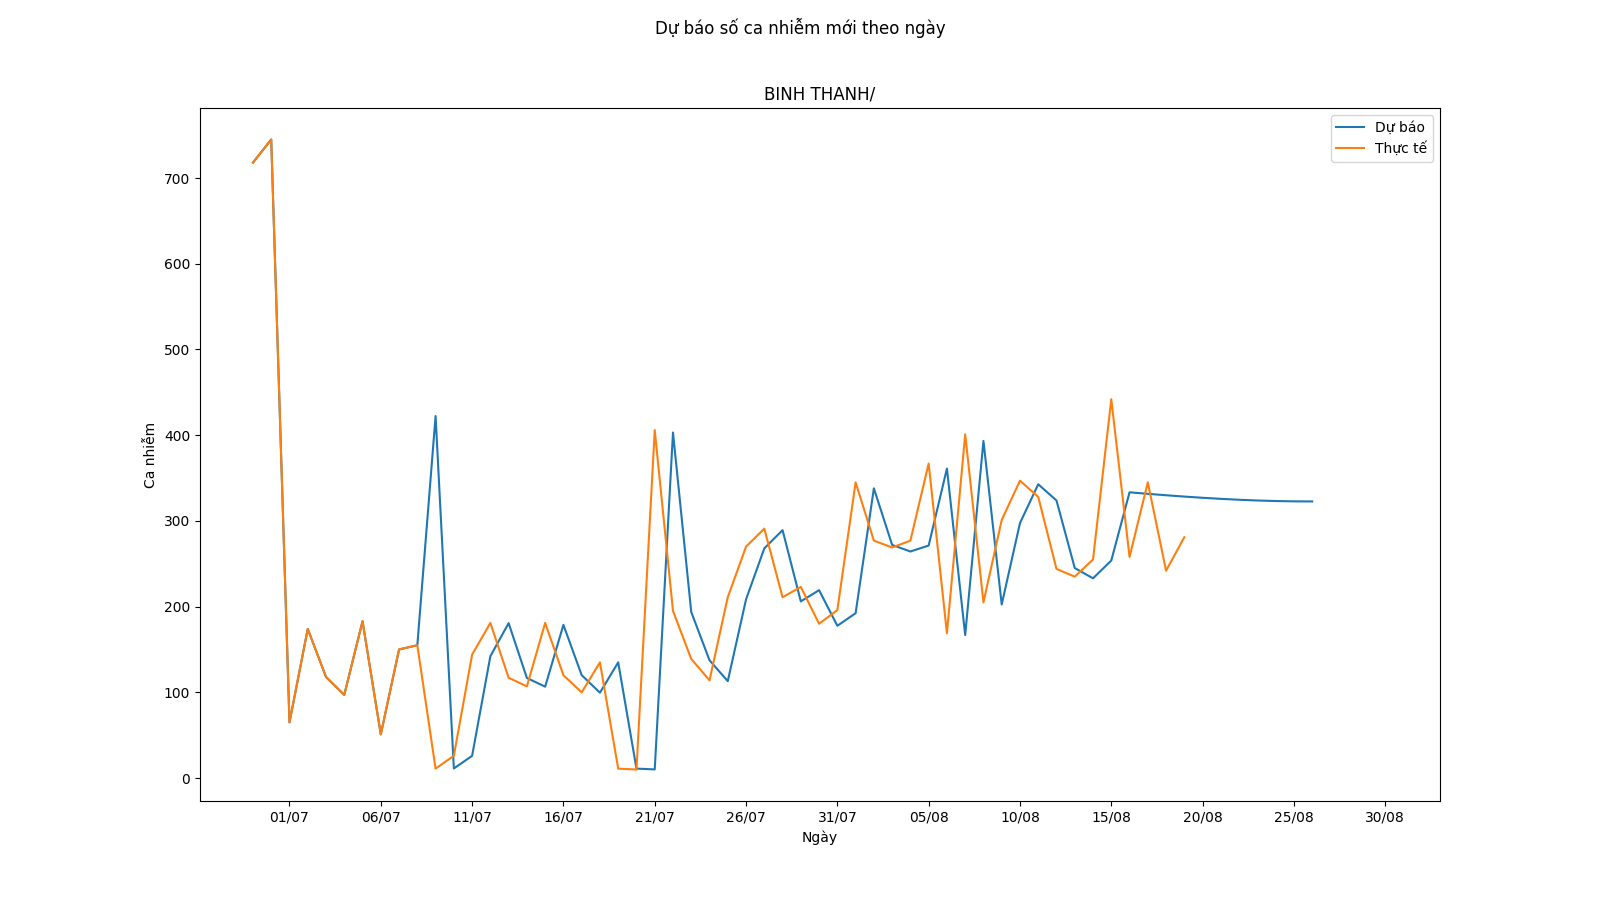 Dự báo số ca nhiễm mới theo ngày
BINH THANH/
Dự báo
Thực tế
700
600
500
400
300
200
100
0
Ca nhiễm
01/07 06/07 11/07 16/07 21/07 26/07 31/07 05/08 10/08 15/08 20/08 25/08 30/08
Ngày